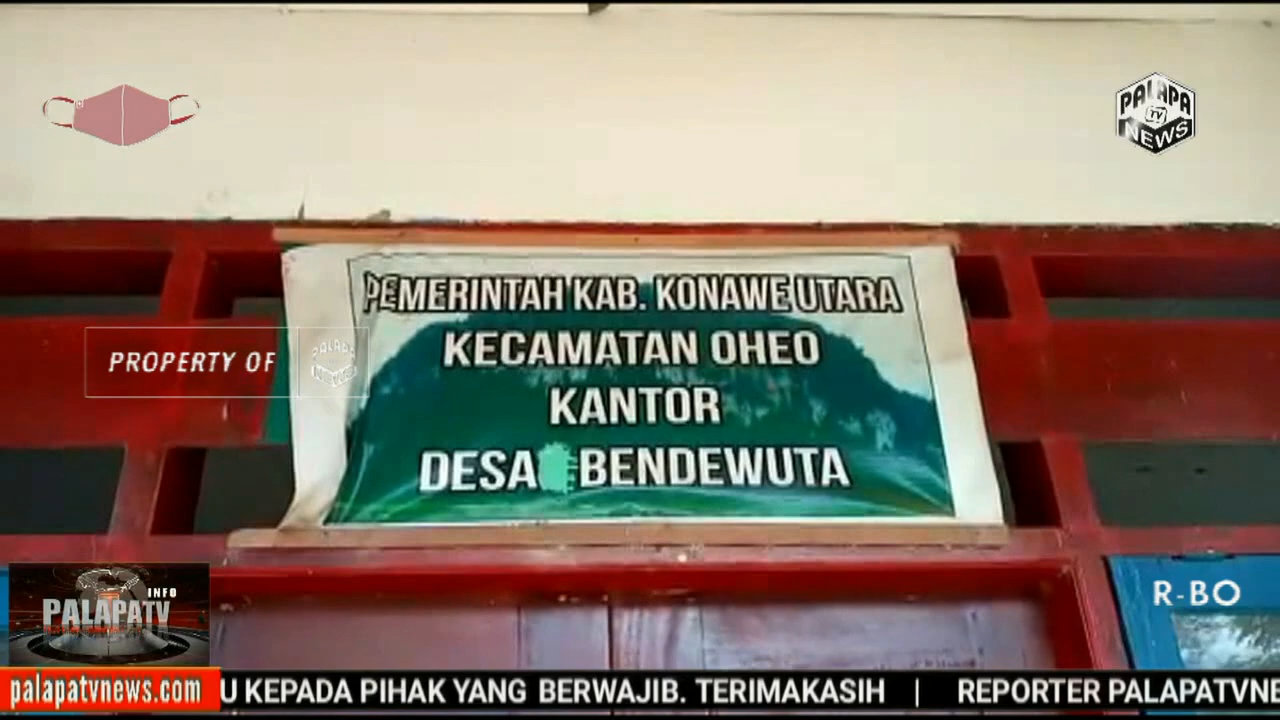 PALAPA
TV
NEWS
PEMERINTAH KAB. KONAWE UTARA
KECAMATAN OHEO
KANTOR
DESA BENDEWUTA
PROPERTY OF
PALAPA
INFO
PALAPATV
R-BO
palapatvnews.com
U KEPADA PIHAK YANG BERWAJIB. TERIMAKASIH | REPORTER PALAPATVNE